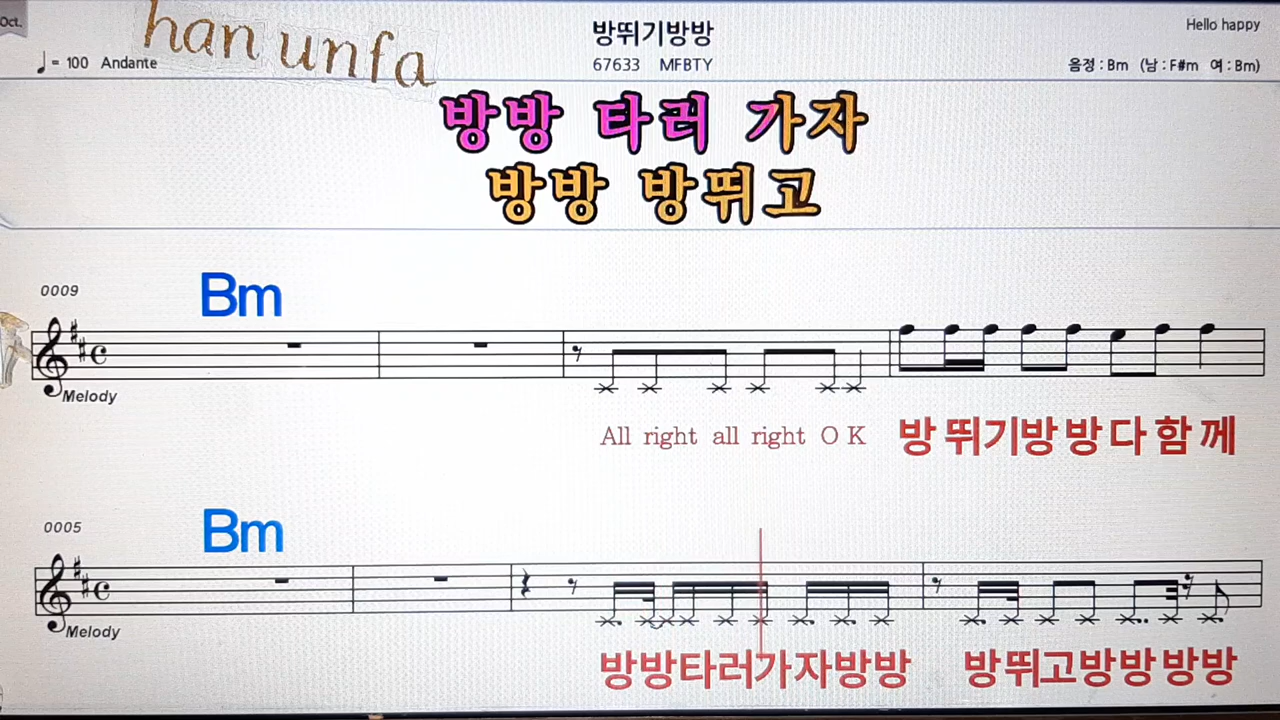 Oct.
han unfa
방뛰기방방
Hello happy
♩= 100 Andante
67633 MFBTY
음정 : Bm (남 : F#m 여 : Bm)
방방 타러 가자
방방 방뛰고
0009
Bm
Melody
All right all right O K 방 뛰기방 방 다 함 께
0005
Bm
Melody
방방타러가자방방 방뛰고방방방방